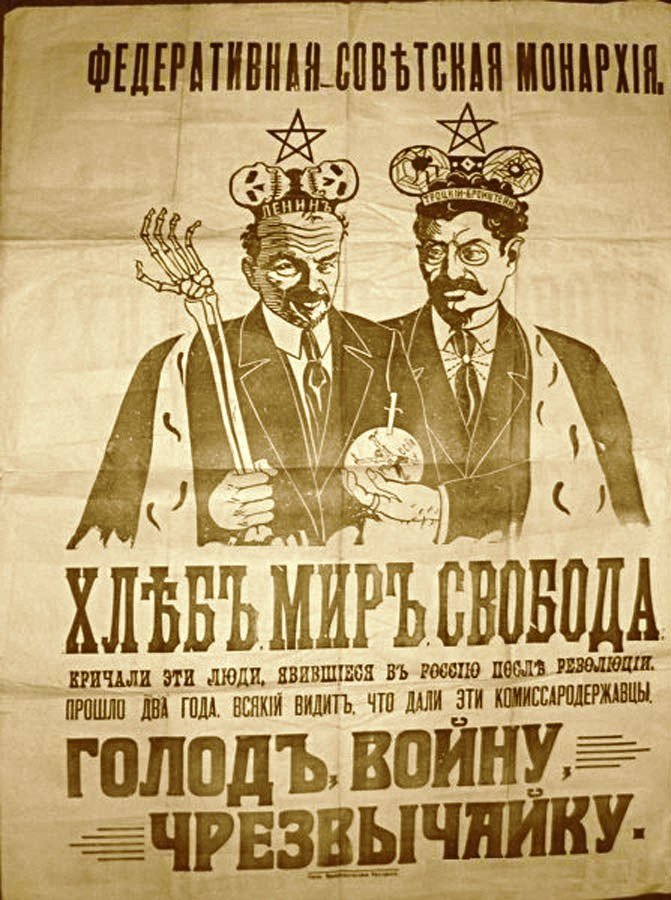 ФЕДЕРАТИВНАЯ СОВѢТСКАЯ МОНАРХІЯ.
ЛЕНИНЪ
ТРОЦКІЙ-БРОНШТЕЙН
ХЛѢБЪ, МИРЪ, СВОБОДА,
КРИЧАЛИ ЭТИ ЛЮДИ, ЯВИВШІЕСЯ ВЪ РОССІЮ ПОСЛѢ РЕВОЛЮЦІИ.
ПРОШЛО ДВА ГОДА. ВСЯКІЙ ВИДИТЪ, ЧТО ДАЛИ ЭТИ КОМИССАРОДЕРЖАВЦЫ,
ГОЛОДЪ, ВОЙНУ,
ЧРЕЗВЫЧАЙКУ.